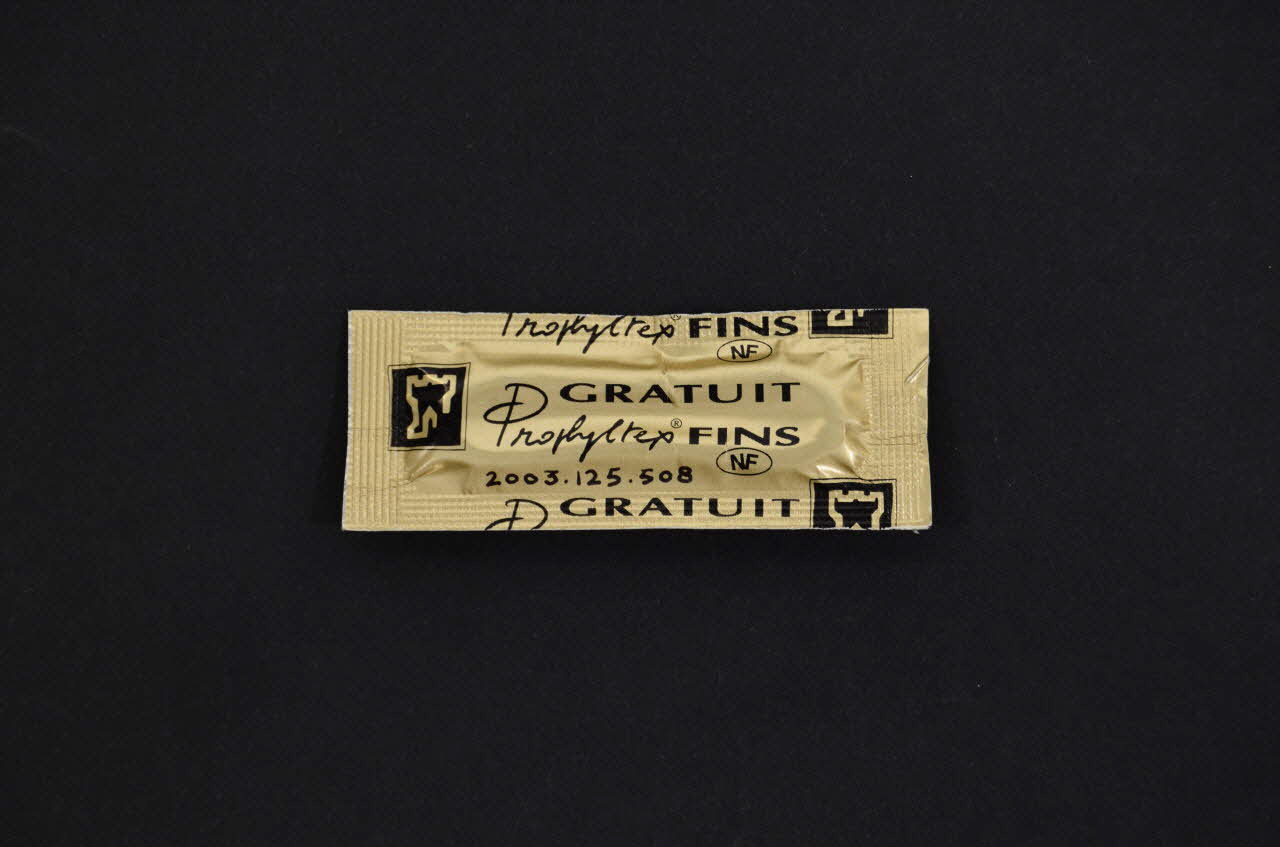 Prophyltex® FINS
NF
GRATUIT
Prophyltex® FINS
NF
2003.125.508
GRATUIT